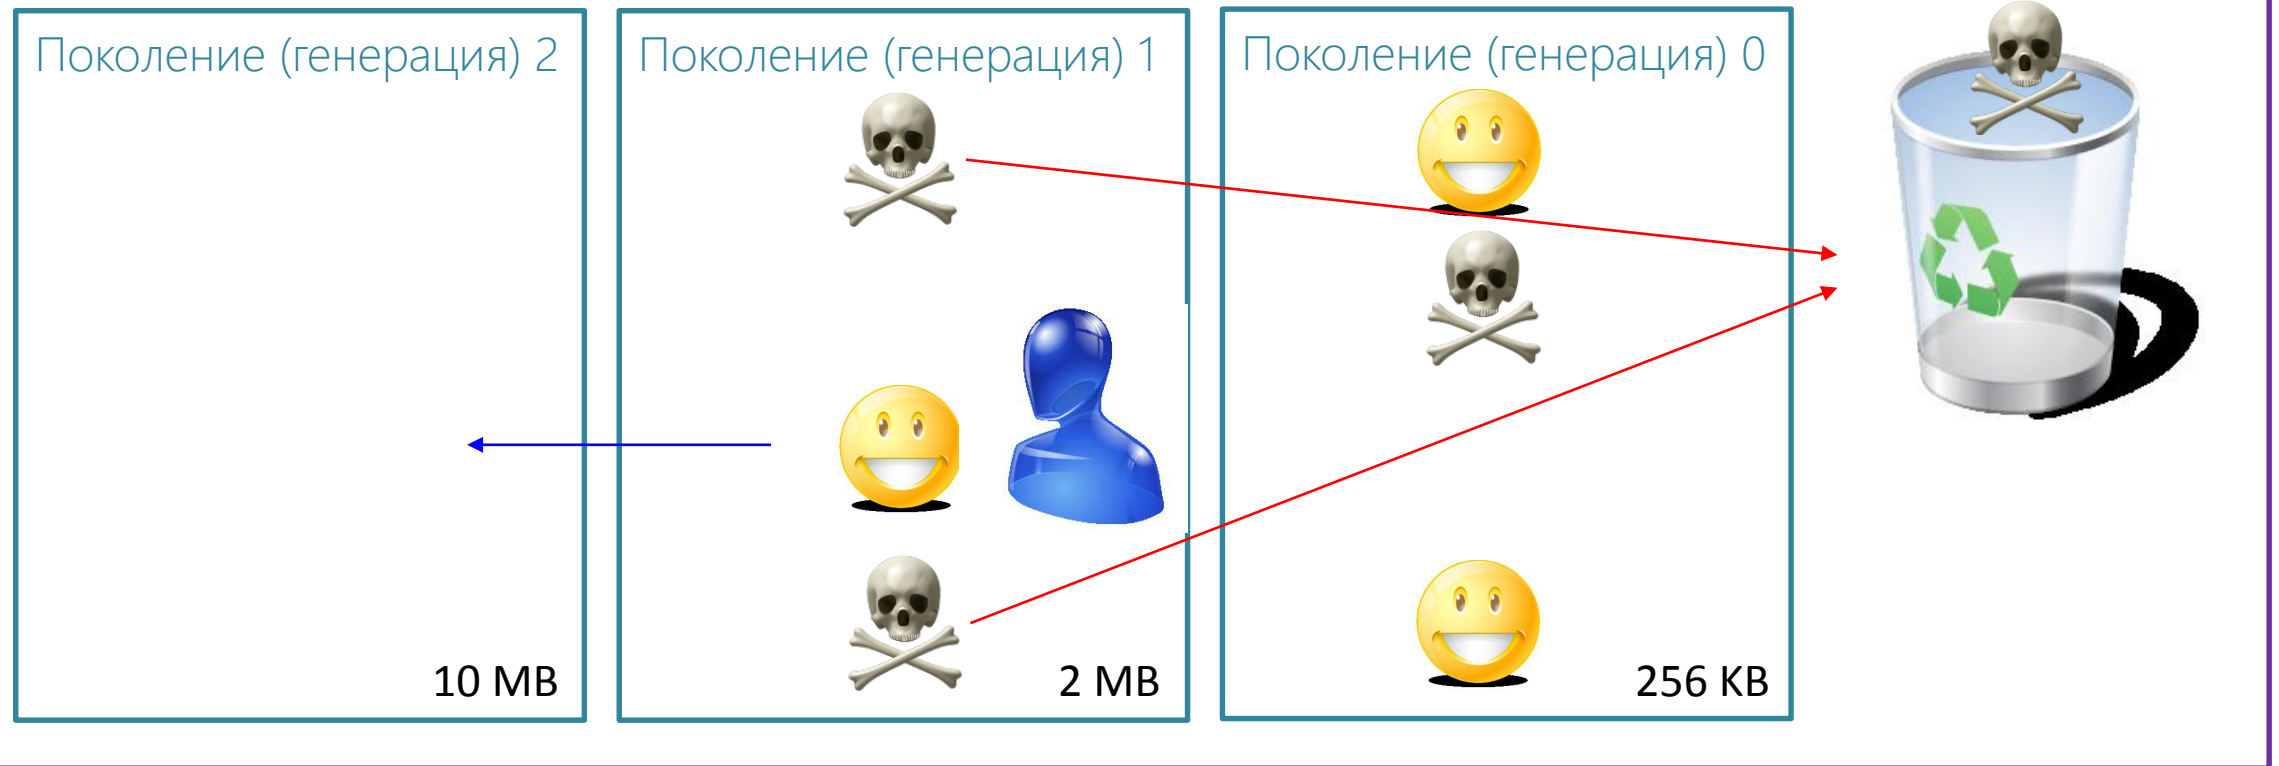 Поколение (генерация) 2
10 MB
Поколение (генерация) 1
2 MB
Поколение (генерация) 0
256 KB